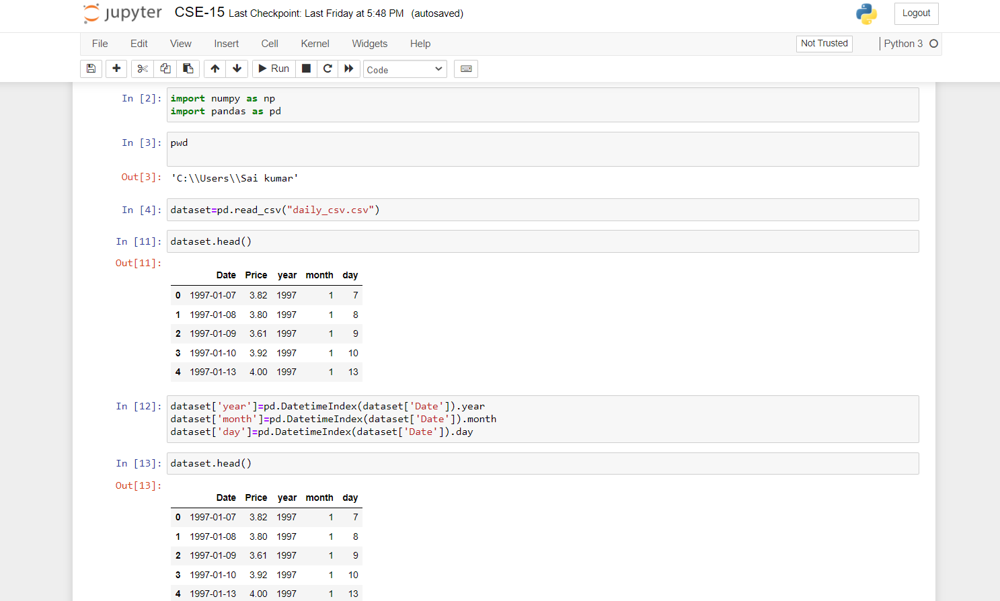 jupyter CSE-15 Last Checkpoint: Last Friday at 5:48 PM (autosaved) Logout
File Edit View Insert Cell Kernel Widgets Help Not Trusted Python 3
Run Code
In [2]: import numpy as np
import pandas as pd
In [3]: pwd
Out[3]: 'C:\\Users\\Sai kumar'
In [4]: dataset=pd.read_csv("daily_csv.csv")
In [11]: dataset.head()
Out[11]:
Date Price year month day
0 1997-01-07 3.82 1997 1 7
1 1997-01-08 3.80 1997 1 8
2 1997-01-09 3.61 1997 1 9
3 1997-01-10 3.92 1997 1 10
4 1997-01-13 4.00 1997 1 13
In [12]: dataset['year']=pd.DatetimeIndex(dataset['Date']).year
dataset['month']=pd.DatetimeIndex(dataset['Date']).month
dataset['day']=pd.DatetimeIndex(dataset['Date']).day
In [13]: dataset.head()
Out[13]:
Date Price year month day
0 1997-01-07 3.82 1997 1 7
1 1997-01-08 3.80 1997 1 8
2 1997-01-09 3.61 1997 1 9
3 1997-01-10 3.92 1997 1 10
4 1997-01-13 4.00 1997 1 13